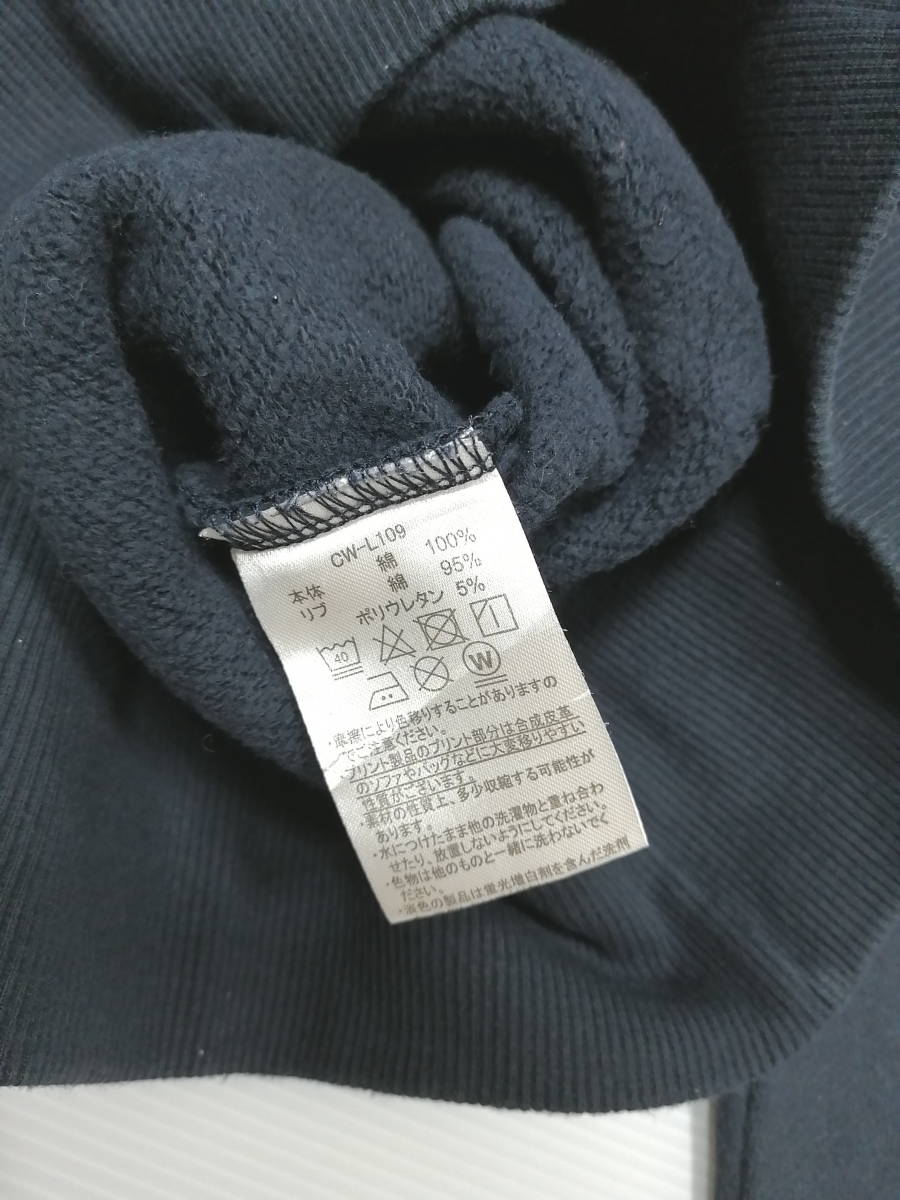 CW-L109
本体 綿 100%
リブ 綿 95%
ポリウレタン 5%
40
W
・摩擦により色移りすることがありますの
でご注意ください。
・プリント製品のプリント部分は合成皮革
のソファやバッグなどに大変移りやすい
性質がございます。
・素材の性質上、多少収縮する可能性が
あります。
・水につけたまま他の洗濯物と重ね合わ
せたり、放置しないようにしてください。
・色物は他のものと一緒に洗わないでく
ださい。
・淡色の製品は蛍光増白剤を含んだ洗剤